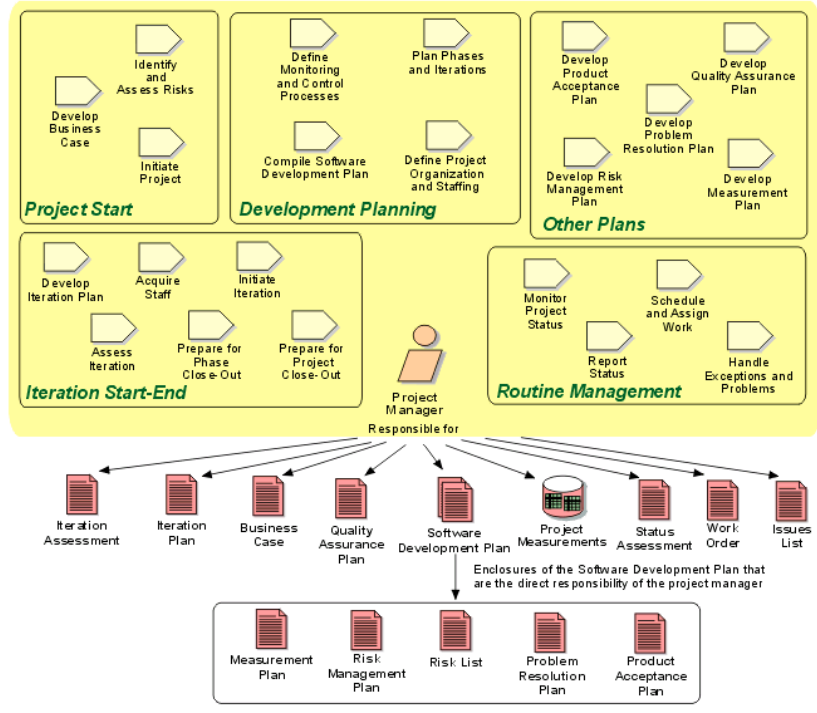 Identify
and
Assess Risks
Develop
Business
Case
Initiate
Project
Project Start
Define
Monitoring
and Control
Processes
Plan Phases
and Iterations
Compile Software
Development Plan
Define Project
Organization
and Staffing
Development Planning
Develop
Product
Acceptance
Plan
Develop
Quality Assurance
Plan
Develop
Problem
Resolution Plan
Develop Risk
Management
Plan
Develop
Measurement
Plan
Other Plans
Develop
Iteration Plan
Acquire
Staff
Initiate
Iteration
Assess
Iteration
Prepare for
Phase
Close-Out
Prepare for
Project
Close-Out
Iteration Start-End
Monitor
Project
Status
Schedule
and Assign
Work
Report
Status
Handle
Exceptions and
Problems
Routine Management
Project
Manager
Responsible for
Iteration
Assessment
Iteration
Plan
Business
Case
Quality
Assurance
Plan
Software
Development Plan
Project
Measurements
Status
Assessment
Work
Order
Issues
List
Enclosures of the Software Development Plan that
are the direct responsibility of the project manager
Measurement
Plan
Risk
Management
Plan
Risk List
Problem
Resolution
Plan
Product
Acceptance
Plan